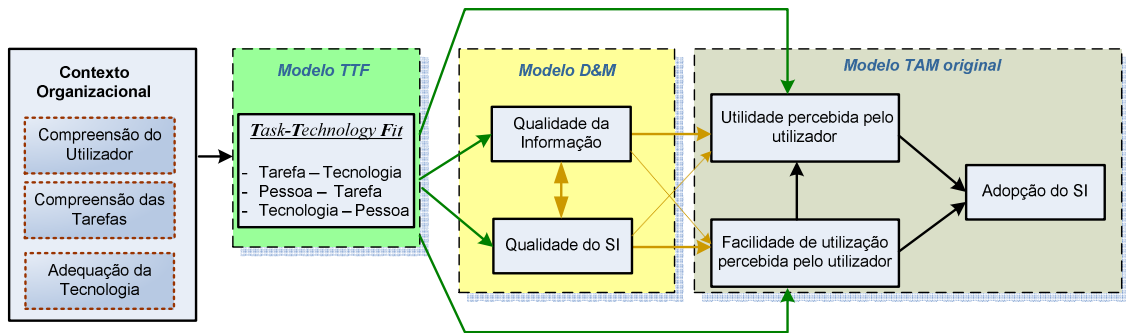 Contexto
Organizacional
Compreensão do
Utilizador
Compreensão das
Tarefas
Adequação da
Tecnologia
Modelo TTF
Task-Technology Fit
- Tarefa – Tecnologia
- Pessoa – Tarefa
- Tecnologia – Pessoa
Modelo D&M
Qualidade da
Informação
Qualidade do SI
Modelo TAM original
Utilidade percebida pelo
utilizador
Facilidade de utilização
percebida pelo utilizador
Adopção do SI